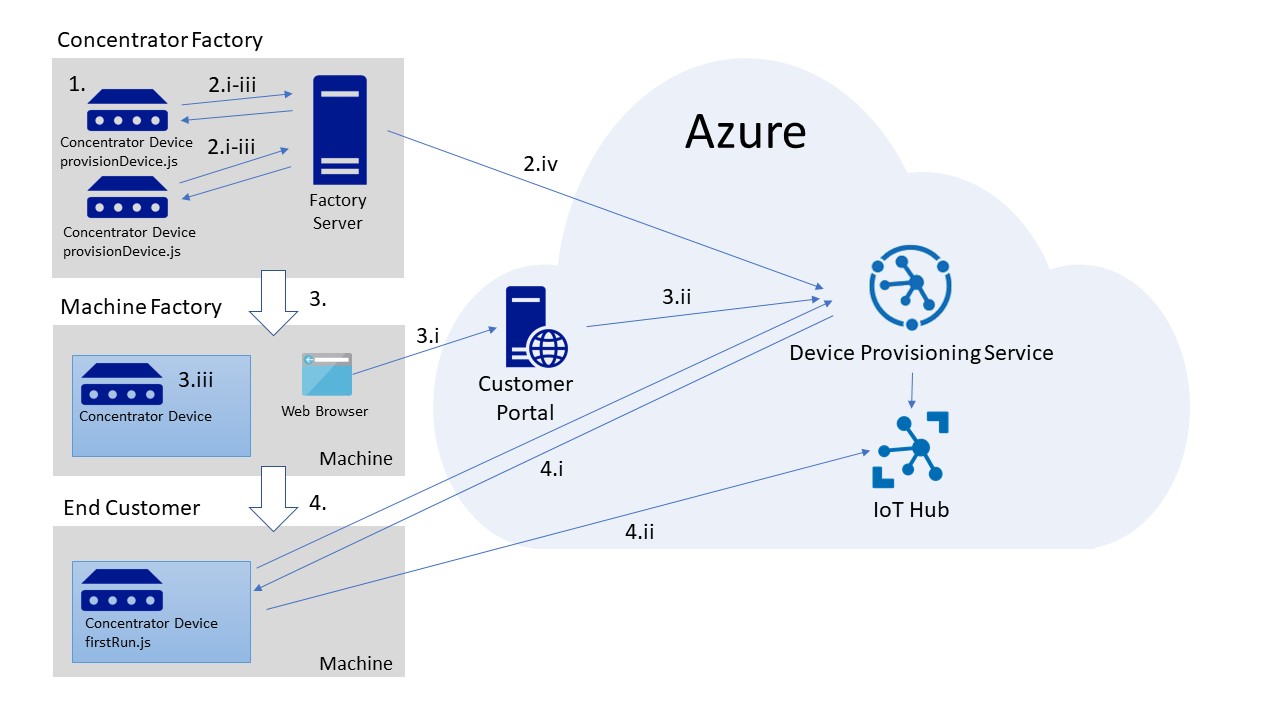 Concentrator Factory
1.
2.i-iii
Concentrator Device
provisionDevice.js
2.i-iii
Concentrator Device
provisionDevice.js
Factory
Server
2.iv
Azure
3.
Machine Factory
3.iii
Concentrator Device
Web Browser
Machine
3.i
Customer
Portal
3.ii
Device Provisioning Service
IoT Hub
4.
End Customer
4.i
4.ii
Concentrator Device
firstRun.js
Machine